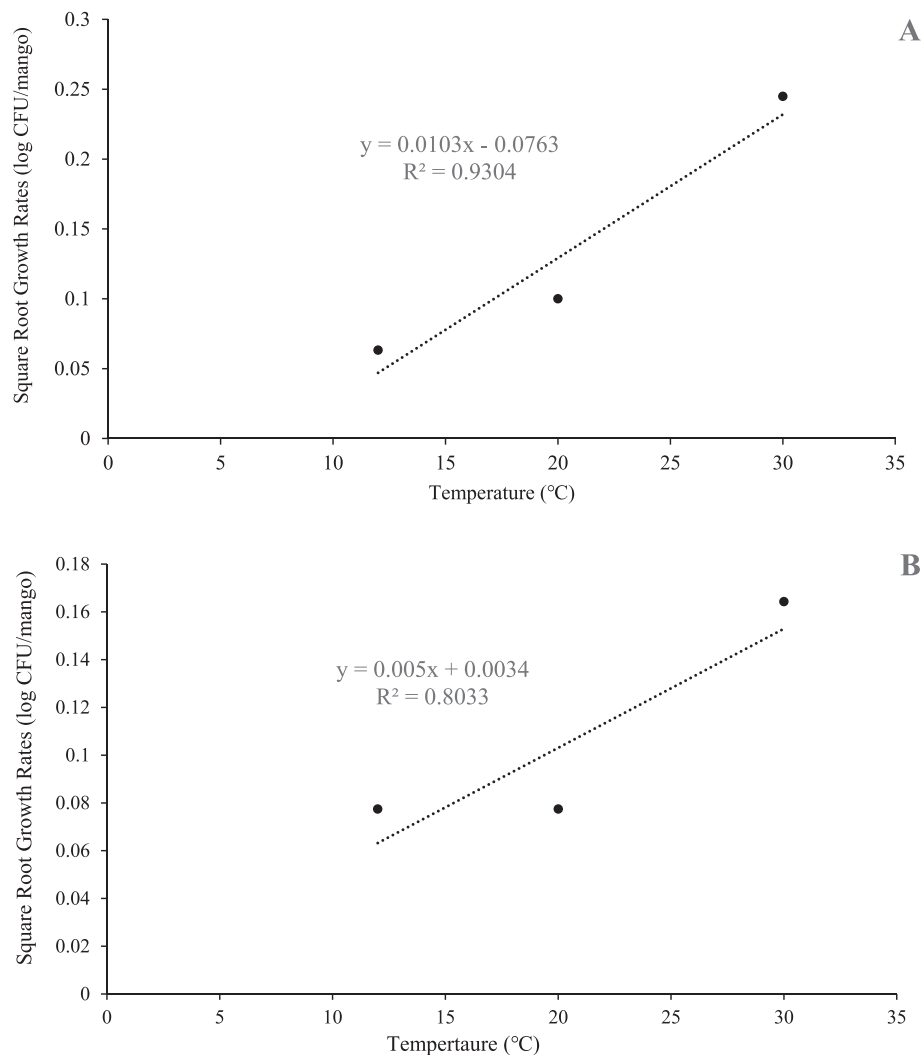 A
Square Root Growth Rates (log CFU/mango)
0.3
0.25
0.2
0.15
0.1
0.05
0
y = 0.0103x - 0.0763
R² = 0.9304
0 5 10 15 20 25 30 35
Temperature (°C)
B
Square Root Growth Rates (log CFU/mango)
0.18
0.16
0.14
0.12
0.1
0.08
0.06
0.04
0.02
0
y = 0.005x + 0.0034
R² = 0.8033
0 5 10 15 20 25 30 35
Tempertaure (°C)